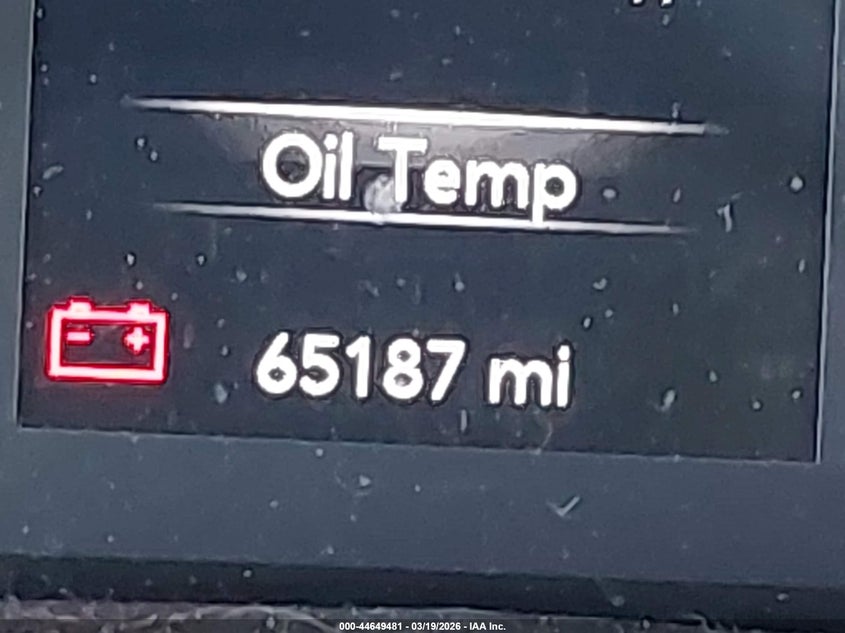 Oil Temp
65187 mi
000-44649481 - 03/19/2026 - IAA Inc.